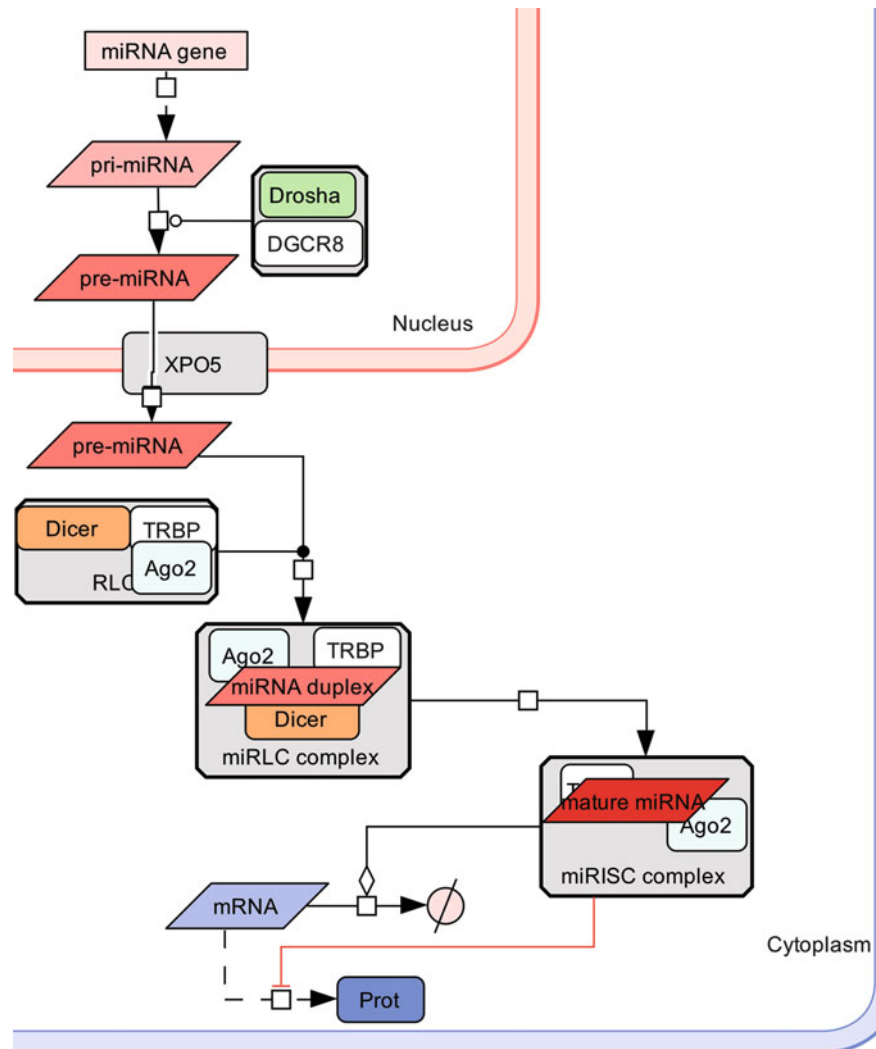 miRNA gene
pri-miRNA
Drosha
DGCR8
pre-miRNA
Nucleus
XPO5
pre-miRNA
Dicer
TRBP
Ago2
Ago2
TRBP
miRNA duplex
Dicer
miRLC complex
mature miRNA
Ago2
miRISC complex
mRNA
Cytoplasm
Prot